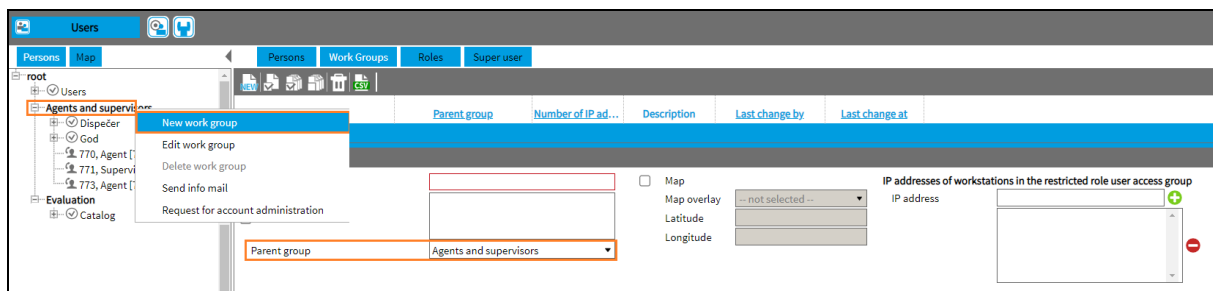 Users
Persons Map Persons Work Groups Roles Super user
root
NEW CSV
Users
Agents and supervisors
Parent group Number of IP ad... Description Last change by Last change at
Dispečer
New work group
God
Edit work group
770, Agent [
Delete work group
771, Supervi
Map
IP addresses of workstations in the restricted role user access group
773, Agent [
Send info mail
Map overlay -- not selected -- IP address
Evaluation
Catalog
Request for account administration
Latitude
Longitude
Parent group Agents and supervisors